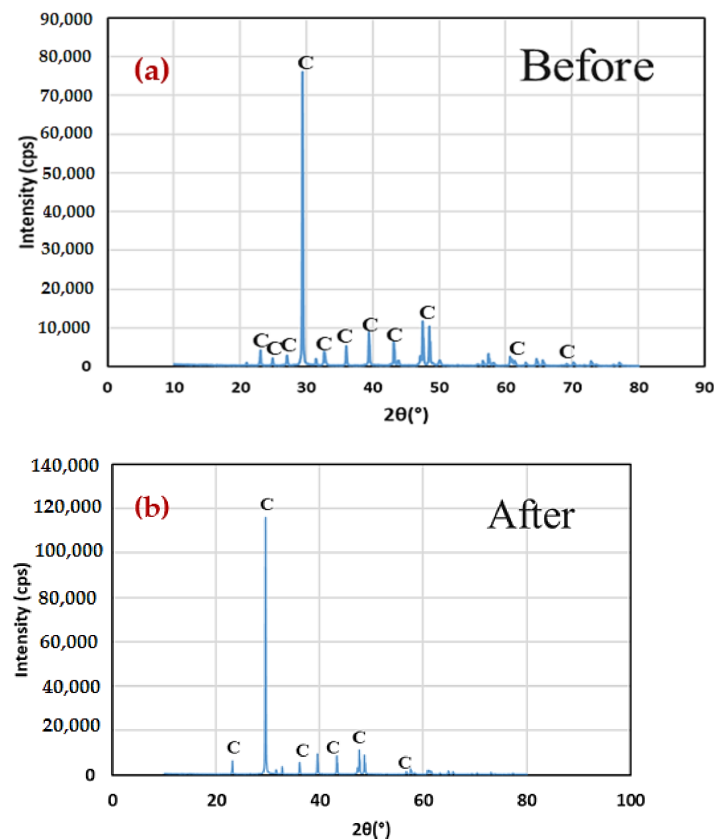 90,000
(a)
C
Before
80,000
70,000
60,000
50,000
40,000
30,000
20,000
10,000
0
C C C C C C C C C C
Intensity (cps)
0 10 20 30 40 50 60 70 80 90
2θ(°)
140,000
(b)
C
After
120,000
100,000
80,000
60,000
40,000
20,000
0
C C C C C
Intensity (cps)
0 20 40 60 80 100
2θ(°)